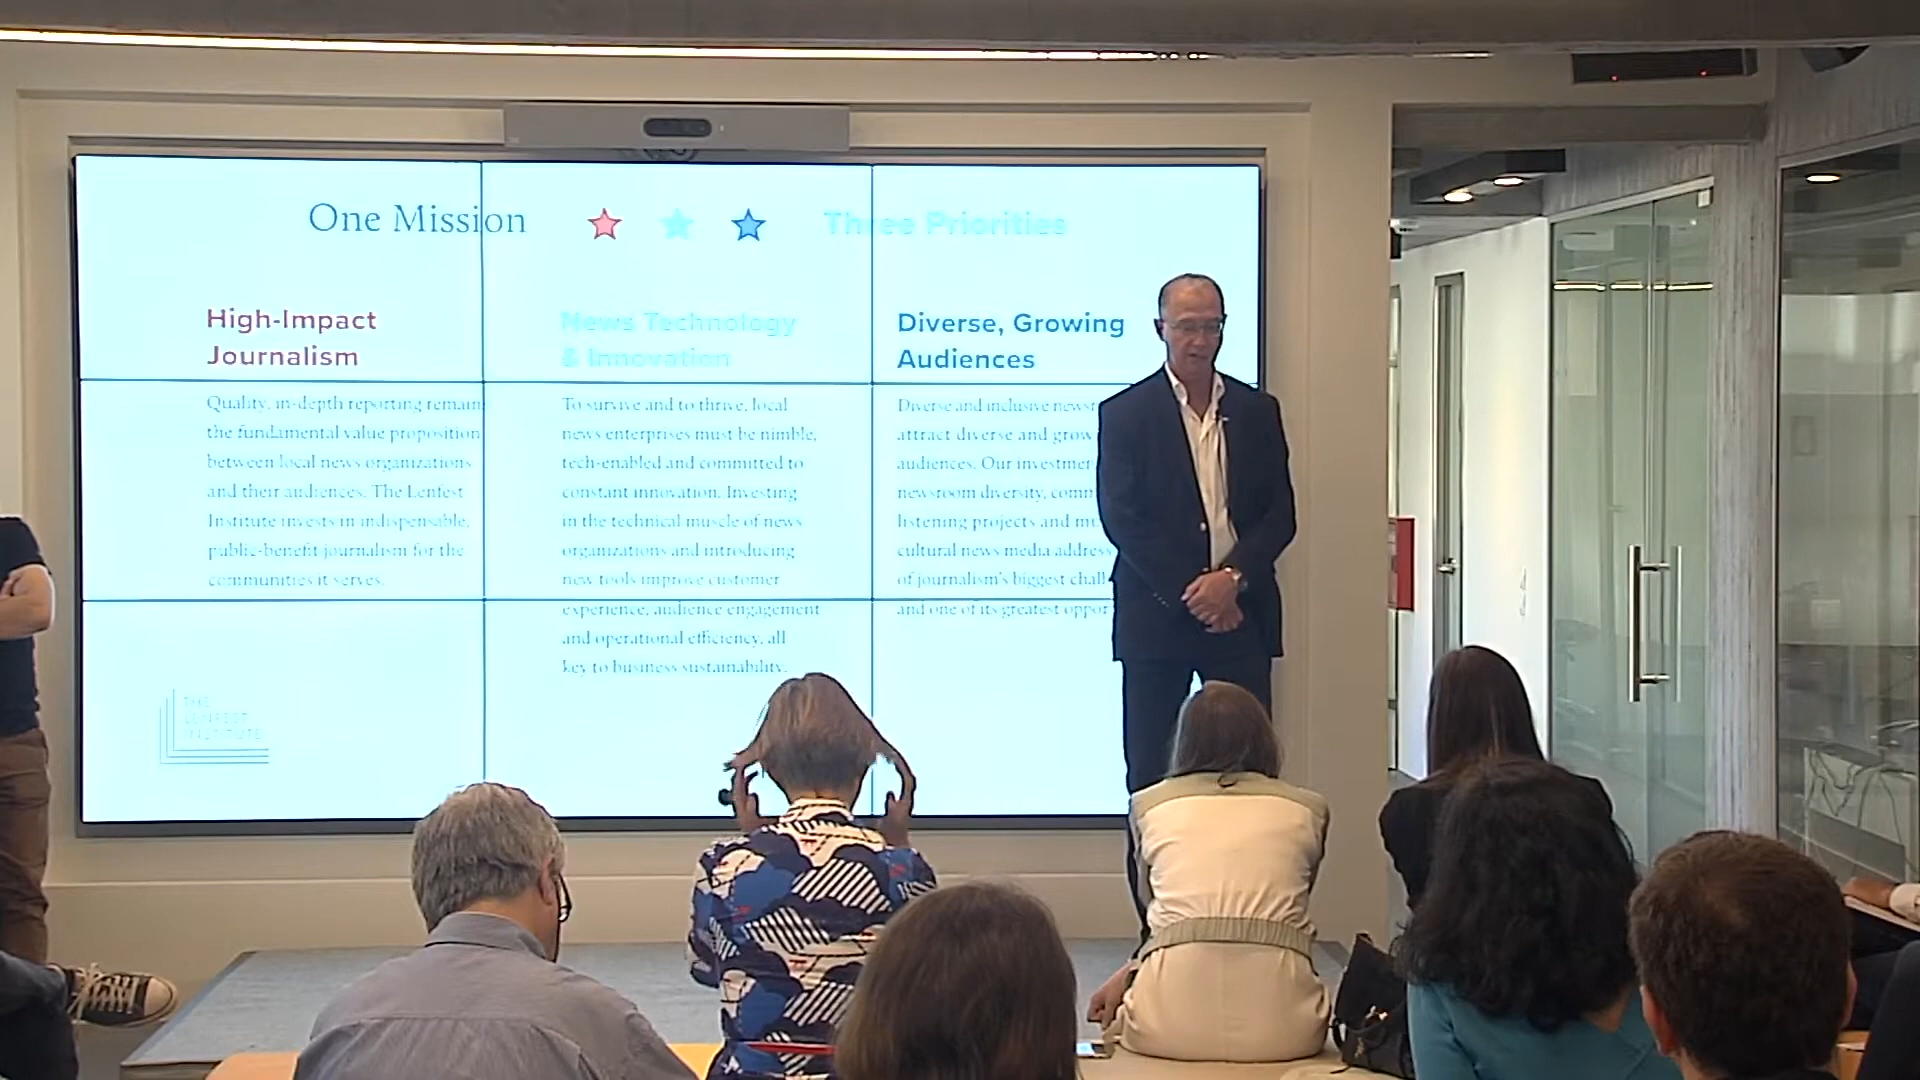 One Mission
Three Priorities
High-Impact
Journalism
Quality, in-depth reporting remain
the fundamental value proposition
between local news organizations
and their audiences. The Lenfest
Institute invests in indispensable,
public-benefit journalism for the
communities it serves.
News Technology
& Innovation
To survive and to thrive, local
news enterprises must be nimble,
tech-enabled and committed to
constant innovation. Investing
in the technical muscle of news
organizations and introducing
new tools improve customer
experience, audience engagement
and operational efficiency, all
key to business sustainability.
Diverse, Growing
Audiences
Diverse and inclusive
attract diverse and grow
audiences. Our
newsroom diversity,
listening projects and
cultural news media address
of journalism's biggest
and one of its greatest
THE
LENFEST
INSTITUTE